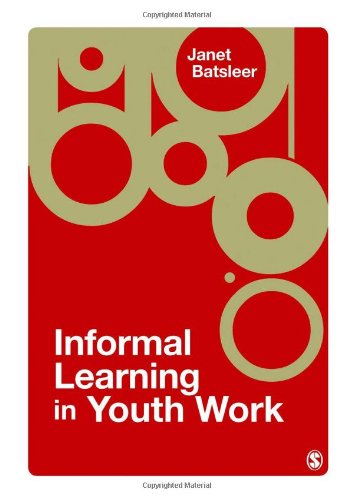 Copyrighted Material
Janet
Batsleer
Informal
Learning
in Youth Work
S
Copyrighted Material